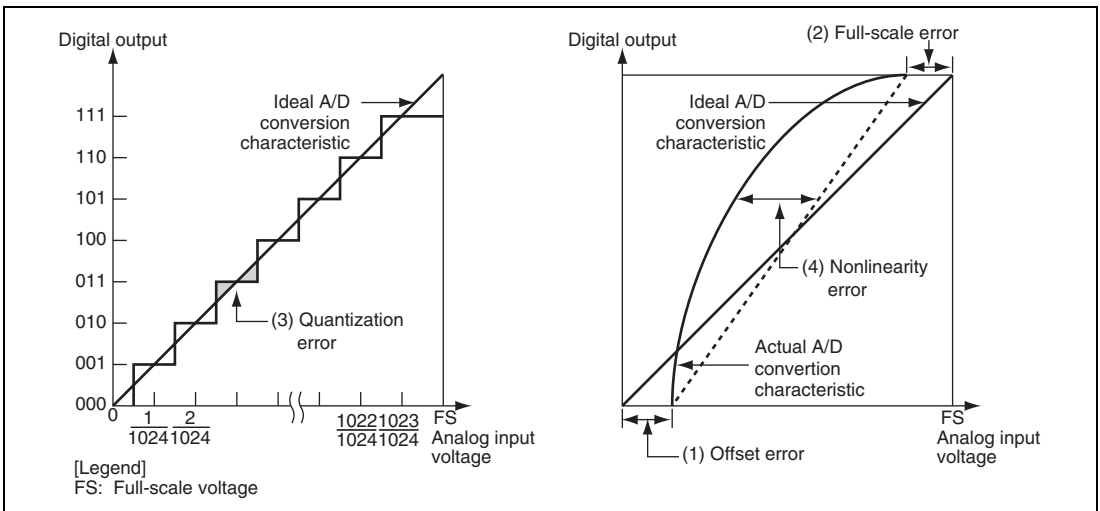 Digital output
111
110
101
100
011
010
001
000
Ideal A/D
conversion
characteristic
(3) Quantization
error
0
1
1024
2
1024
1022
1024
1023
1024
FS
Analog input
voltage
[Legend]
FS: Full-scale voltage
Digital output
(2) Full-scale error
Ideal A/D
conversion
characteristic
(4) Nonlinearity
error
Actual A/D
convertion
characteristic
FS
Analog input
voltage
(1) Offset error